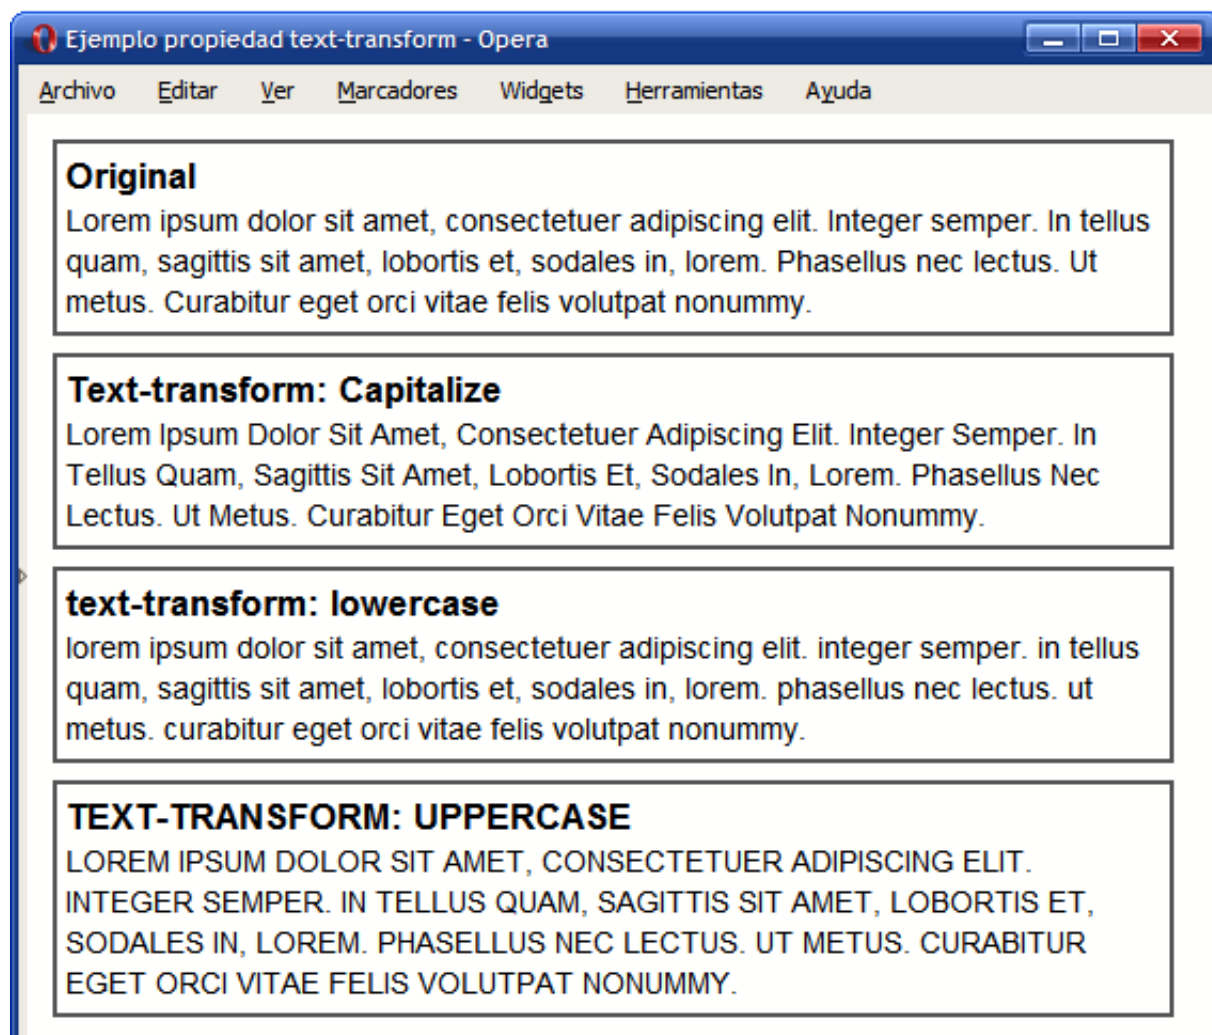 Ejemplo propiedad text-transform - Opera
Archivo Editar Ver Marcadores Widgets Herramientas Ayuda
Original
Lorem ipsum dolor sit amet, consectetuer adipiscing elit. Integer semper. In tellus
quam, sagittis sit amet, lobortis et, sodales in, lorem. Phasellus nec lectus. Ut
metus. Curabitur eget orci vitae felis volutpat nonummy.
Text-transform: Capitalize
Lorem Ipsum Dolor Sit Amet, Consectetuer Adipiscing Elit. Integer Semper. In
Tellus Quam, Sagittis Sit Amet, Lobortis Et, Sodales In, Lorem. Phasellus Nec
Lectus. Ut Metus. Curabitur Eget Orci Vitae Felis Volutpat Nonummy.
text-transform: lowercase
lorem ipsum dolor sit amet, consectetuer adipiscing elit. integer semper. in tellus
quam, sagittis sit amet, lobortis et, sodales in, lorem. phasellus nec lectus. ut
metus. curabitur eget orci vitae felis volutpat nonummy.
TEXT-TRANSFORM: UPPERCASE
LOREM IPSUM DOLOR SIT AMET, CONSECTETUER ADIPISCING ELIT.
INTEGER SEMPER. IN TELLUS QUAM, SAGITTIS SIT AMET, LOBORTIS ET,
SODALES IN, LOREM. PHASELLUS NEC LECTUS. UT METUS. CURABITUR
EGET ORCI VITAE FELIS VOLUTPAT NONUMMY.